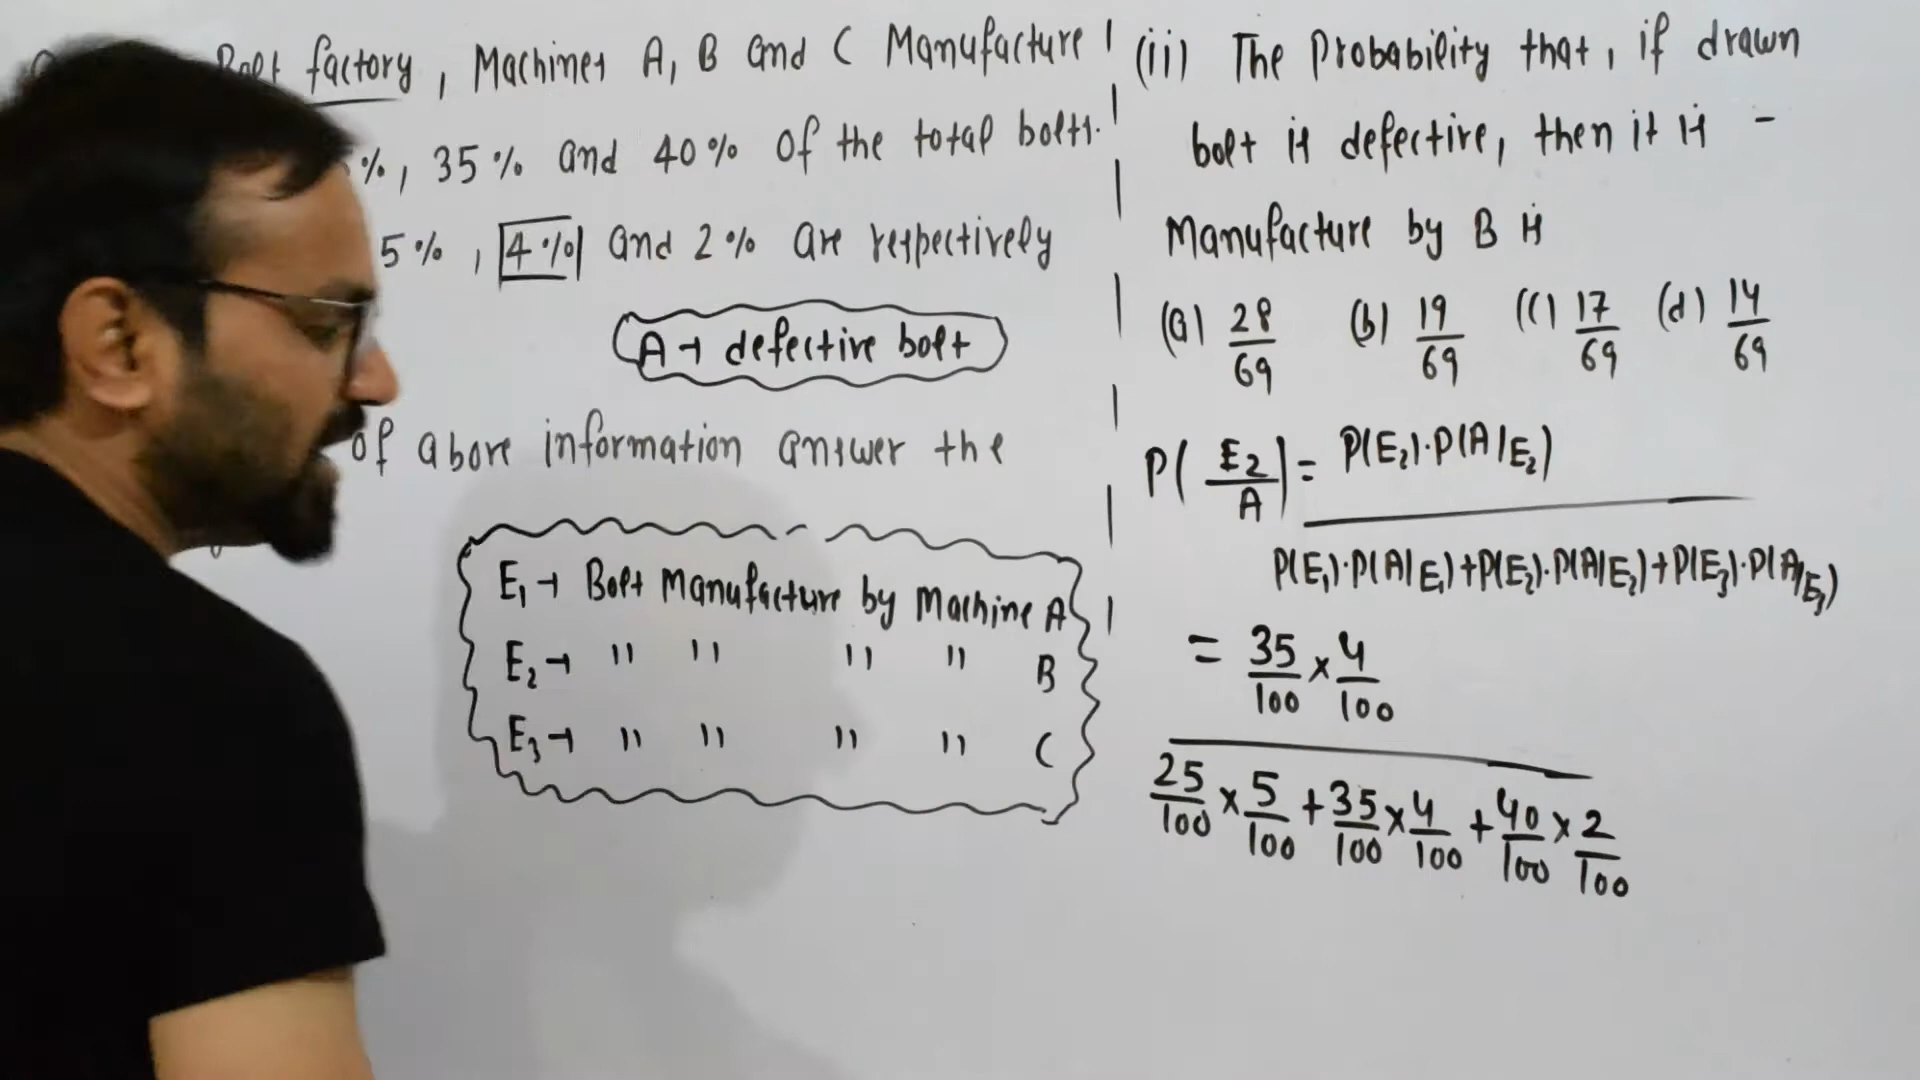 Bolt factory, Machines A, B and C Manufacture
%, 35% and 40% of the total bolts.
5%, 4% and 2% are respectively
A → defective bolt
of above information answer the
E₁ → Bolt Manufacture by Machine A
E₂ → " " " " B
E₃ → " " " " C
(iii) The Probability that, if drawn
bolt is defective, then it is -
Manufacture by B is
(a) 28/69 (b) 19/69 (c) 17/69 (d) 14/69
P(E₂/A) = P(E₂)·P(A|E₂)
P(E₁)·P(A|E₁)+P(E₂)·P(A|E₂)+P(E₃)·P(A/E₃)
= 35/100 × 4/100
25/100 × 5/100 + 35/100 × 4/100 + 40/100 × 2/100